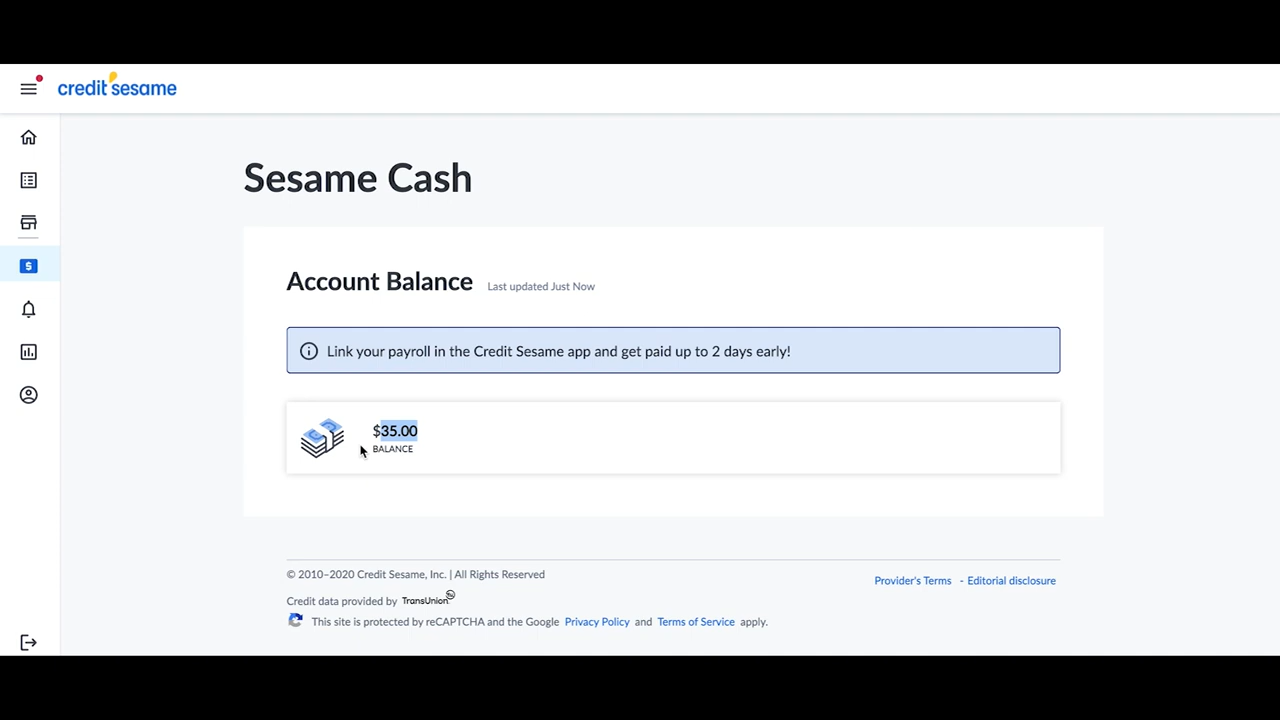 credit sesame
Sesame Cash
Account Balance Last updated Just Now
Link your payroll in the Credit Sesame app and get paid up to 2 days early!
$35.00
BALANCE
© 2010–2020 Credit Sesame, Inc. | All Rights Reserved
Provider's Terms - Editorial disclosure
Credit data provided by TransUnion
This site is protected by reCAPTCHA and the Google Privacy Policy and Terms of Service apply.